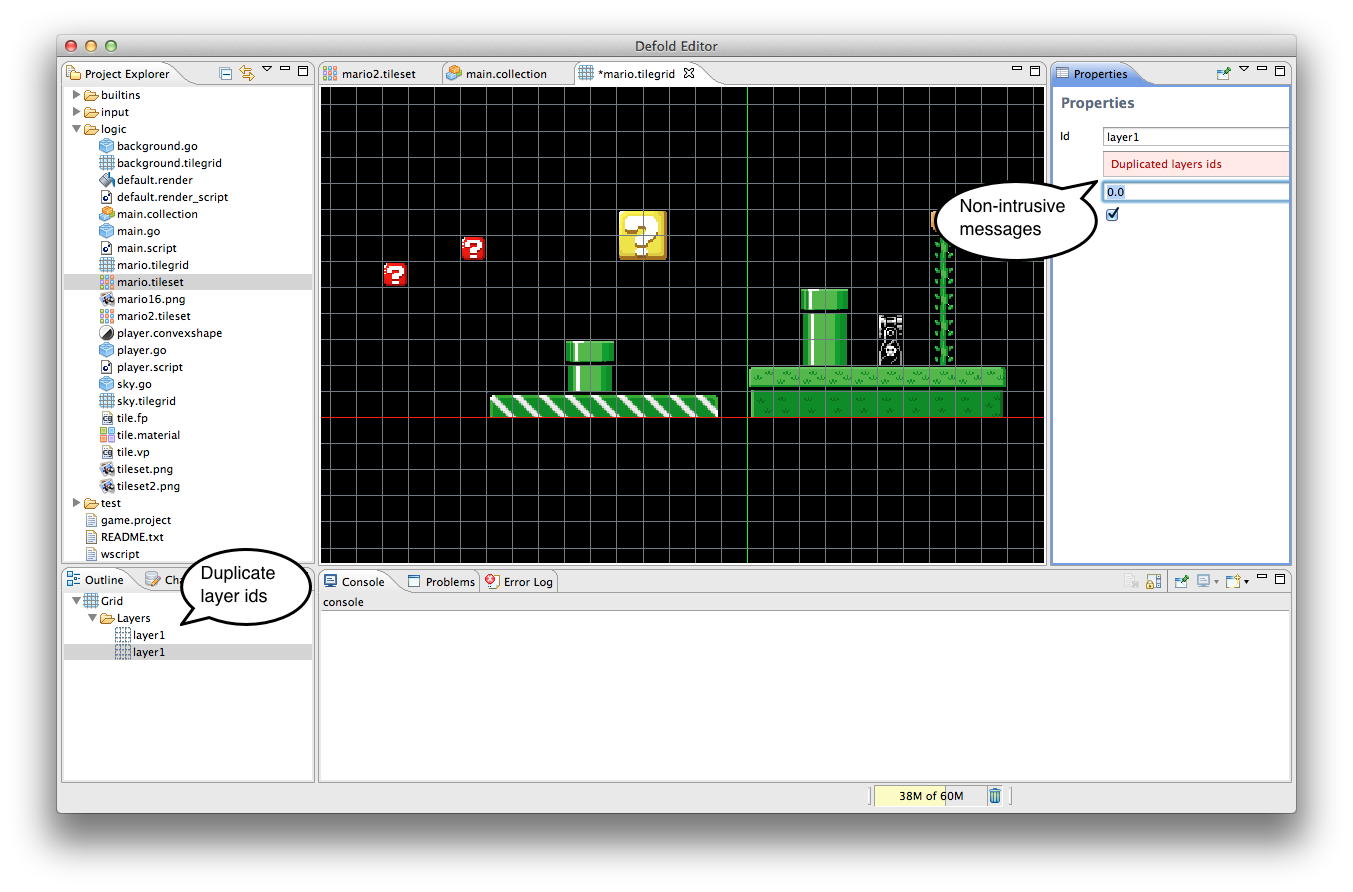 Defold Editor
Project Explorer
builtins
input
logic
background.go
background.tilegrid
default.render
default.render_script
main.collection
main.go
main.script
mario.tilegrid
mario.tileset
mario16.png
mario2.tileset
player.convexshape
player.go
player.script
sky.go
sky.tilegrid
tile.fp
tile.material
tile.vp
tileset.png
tileset2.png
test
game.project
README.txt
wscript
mario2.tileset
main.collection
*mario.tilegrid
?
?
?
Properties
Properties
Id
layer1
Duplicated layers ids
0.0
Non-intrusive
messages
Outline
Duplicate
layer ids
Grid
Layers
layer1
layer1
Console
Problems
Error Log
console
38M of 60M